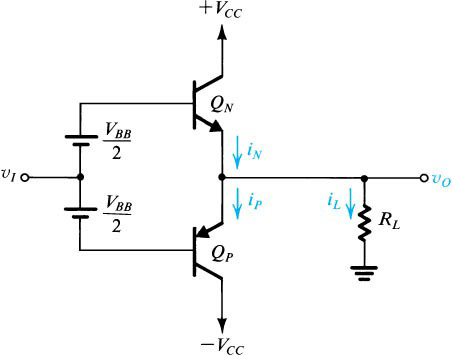 +V_CC
Q_N
V_BB
2
i_N
v_I
v_O
V_BB
2
i_P
i_L
R_L
Q_P
−V_CC